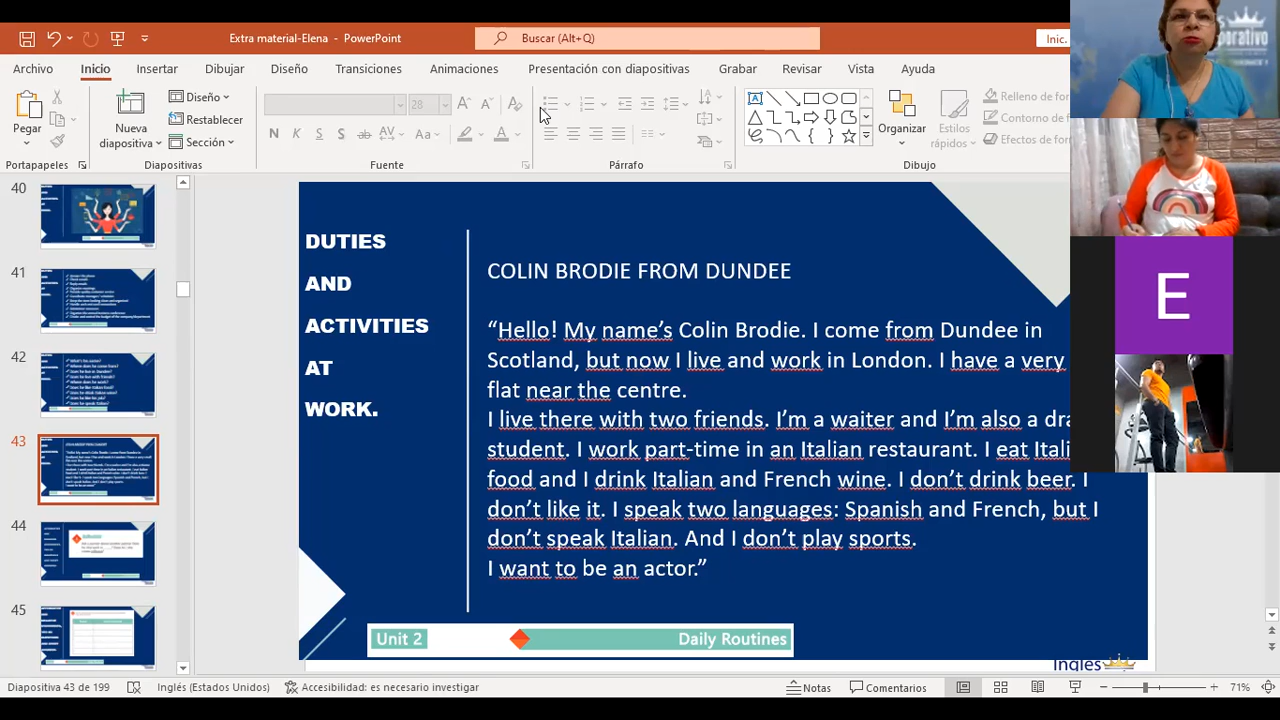 Extra material-Elena - PowerPoint
Buscar (Alt+Q)
Inic.
Archivo Inicio Insertar Dibujar Diseño Transiciones Animaciones Presentación con diapositivas Grabar Revisar Vista Ayuda
Pegar
Nueva diapositiva
Diseño
Restablecer
Sección
28
N K S S ab AV Aa A
Organizar
Estilos rápidos
Relleno de for
Contorno de
Efectos de for
Portapapeles Diapositivas Fuente Párrafo Dibujo
40
41
42
43
44
45
DUTIES
AND
ACTIVITIES
AT
WORK.
COLIN BRODIE FROM DUNDEE
“Hello! My name’s Colin Brodie. I come from Dundee in
Scotland, but now I live and work in London. I have a very
flat near the centre.
I live there with two friends. I’m a waiter and I’m also a dra
student. I work part time in an Italian restaurant. I eat Itali
food and I drink Italian and French wine. I don’t drink beer. I
don’t like it. I speak two languages: Spanish and French, but I
don’t speak Italian. And I don’t play sports.
I want to be an actor.”
Unit 2 Daily Routines
Inglés
E
Diapositiva 43 de 199 Inglés (Estados Unidos) Accesibilidad: es necesario investigar Notas Comentarios 71%